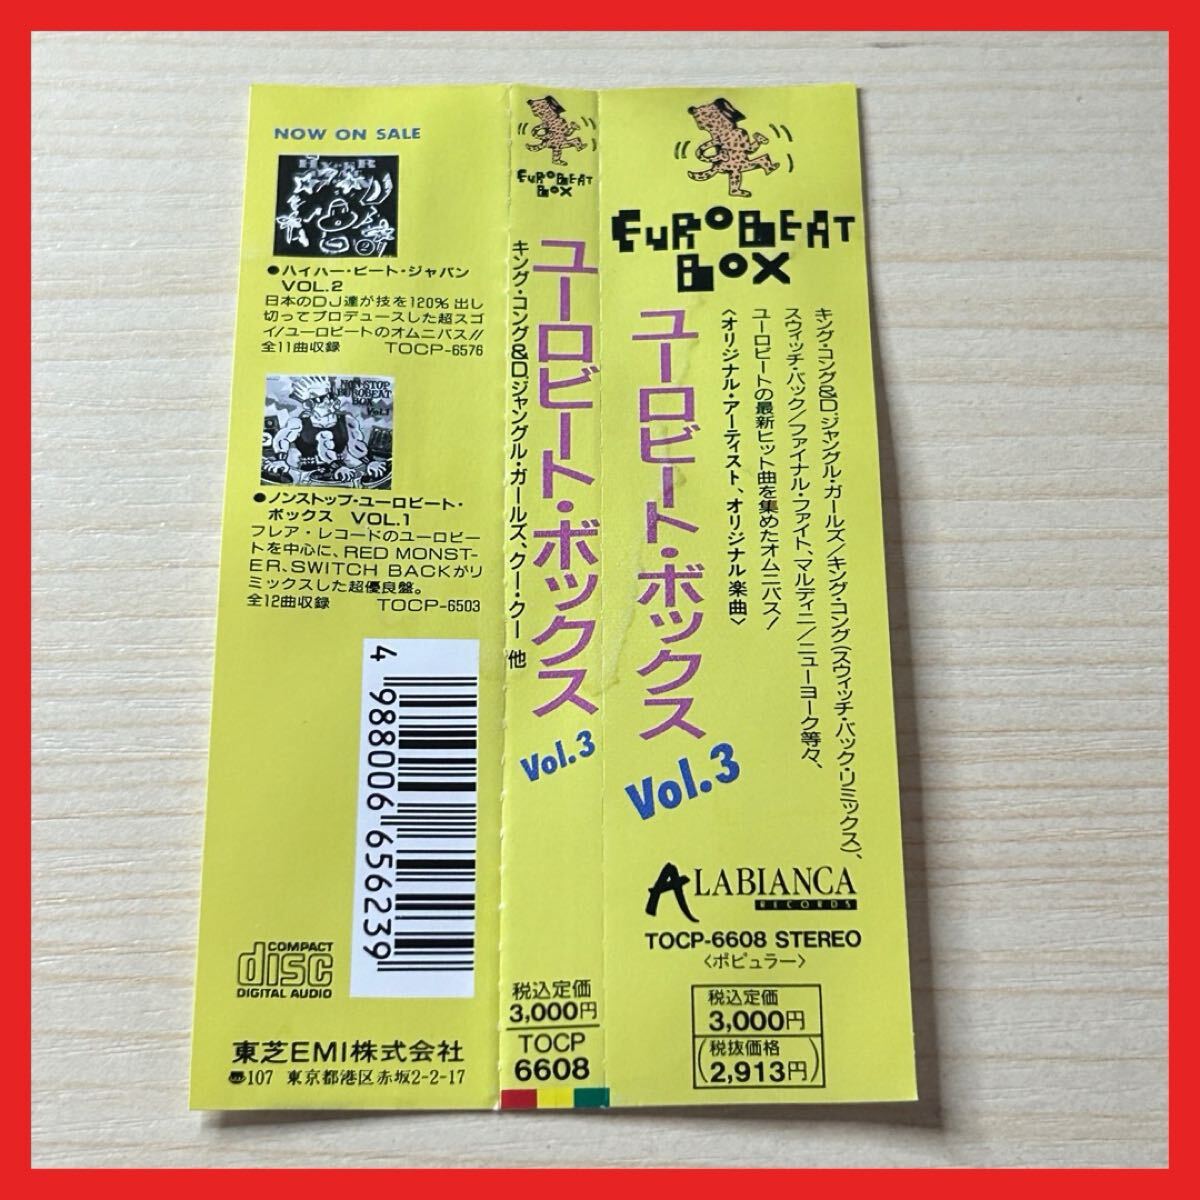 NOW ON SALE
HYPER
●ハイパー・ビート・ジャパン
VOL.2
日本のDJ達が技を120%出し
切ってプロデュースした超スゴ
イ!ユーロビートのオムニバス!!
全11曲収録 TOCP-6576
NON-STOP
EUROBEAT
BOX
Vol.1
●ノンストップ・ユーロビート・
ボックス VOL.1
フレア・レコードのユーロビー
トを中心に、RED MONST-
ER、SWITCH BACKがリ
ミックスした超優良盤。
全12曲収録 TOCP-6503
4 988006 656239
COMPACT
disc
DIGITAL AUDIO
東芝EMI株式会社
〠107 東京都港区赤坂2-2-17
EUROBEAT
BOX
ユーロビート・ボックス
Vol.3
キング・コング&D.ジャングル・ガールズ、クー・クー 他
税込定価
3,000円
TOCP
6608
EUROBEAT
BOX
ユーロビート・ボックス
Vol.3
キング・コング&D.ジャングル・ガールズ/キング・コング(スウィッチ・バック・リミックス)、
スウィッチ・バック/ファイナル・ファイト、マルディニ/ニューヨーク等々、
ユーロビートの最新ヒット曲を集めたオムニバス!
〈オリジナル・アーティスト、オリジナル楽曲〉
ALABIANCA
RECORDS
TOCP-6608 STEREO
〈ポピュラー〉
税込定価
3,000円
(税抜価格
2,913円)